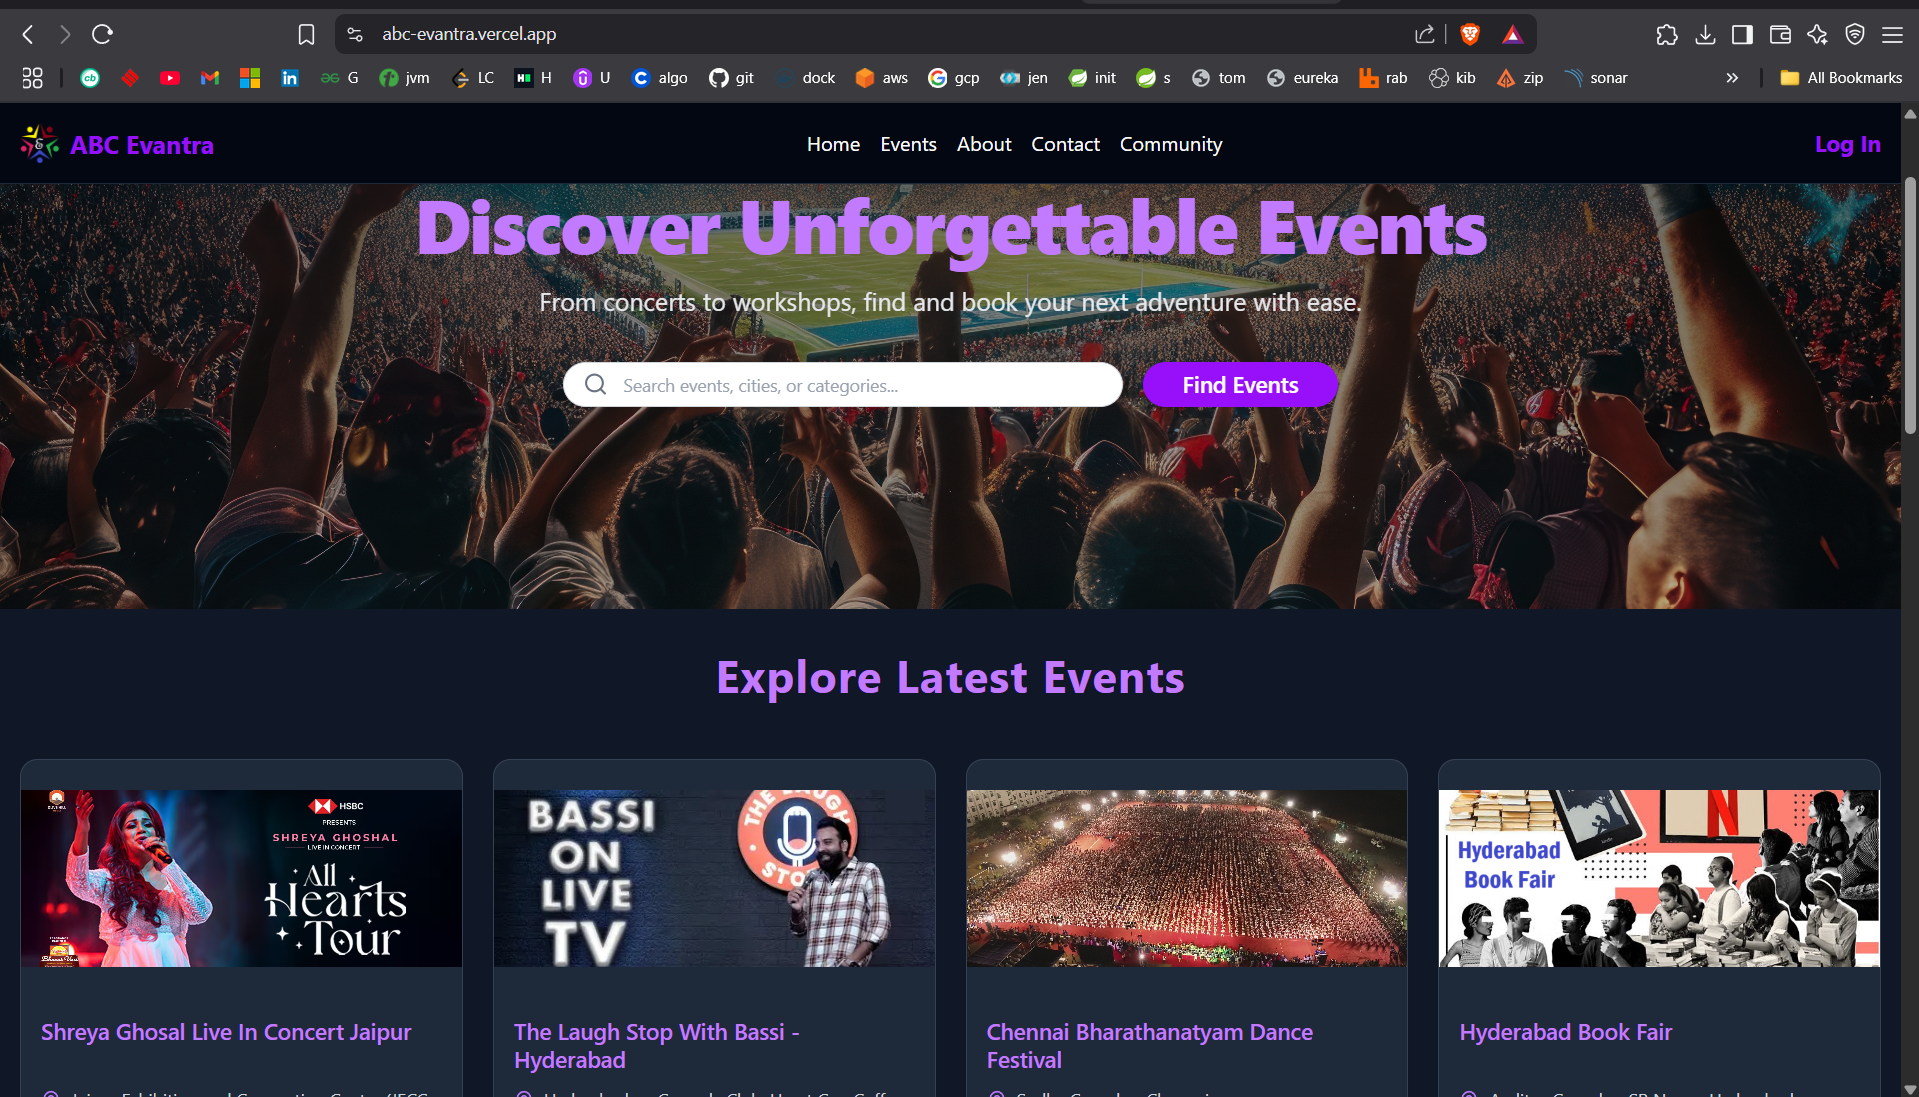 abc-evantra.vercel.app
G jvm LC H U algo git dock aws gcp jen init s tom eureka rab kib zip sonar » All Bookmarks
ABC Evantra Home Events About Contact Community Log In
Discover Unforgettable Events
From concerts to workshops, find and book your next adventure with ease.
Search events, cities, or categories... Find Events
Explore Latest Events
HSBC
PRESENTS
SHREYA GHOSHAL
LIVE IN CONCERT
All
Hearts
Tour
BASSI
ON
LIVE
TV
THE LAUGH
STO
Hyderabad
Book Fair
Shreya Ghosal Live In Concert Jaipur
The Laugh Stop With Bassi -
Hyderabad
Chennai Bharathanatyam Dance
Festival
Hyderabad Book Fair